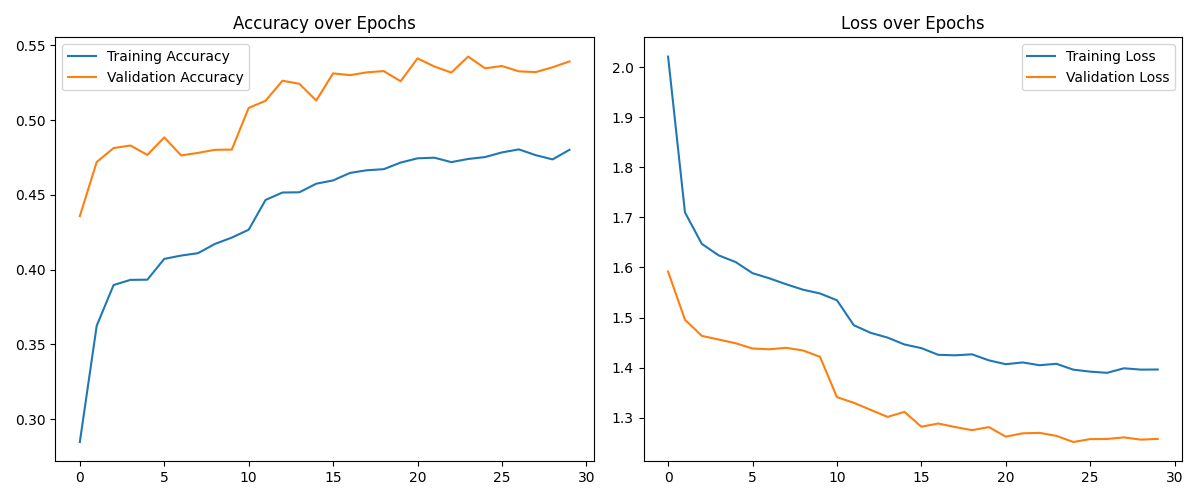 Accuracy over Epochs
Training Accuracy
Validation Accuracy
0.55
0.50
0.45
0.40
0.35
0.30
0 5 10 15 20 25 30
Loss over Epochs
Training Loss
Validation Loss
2.0
1.9
1.8
1.7
1.6
1.5
1.4
1.3
0 5 10 15 20 25 30